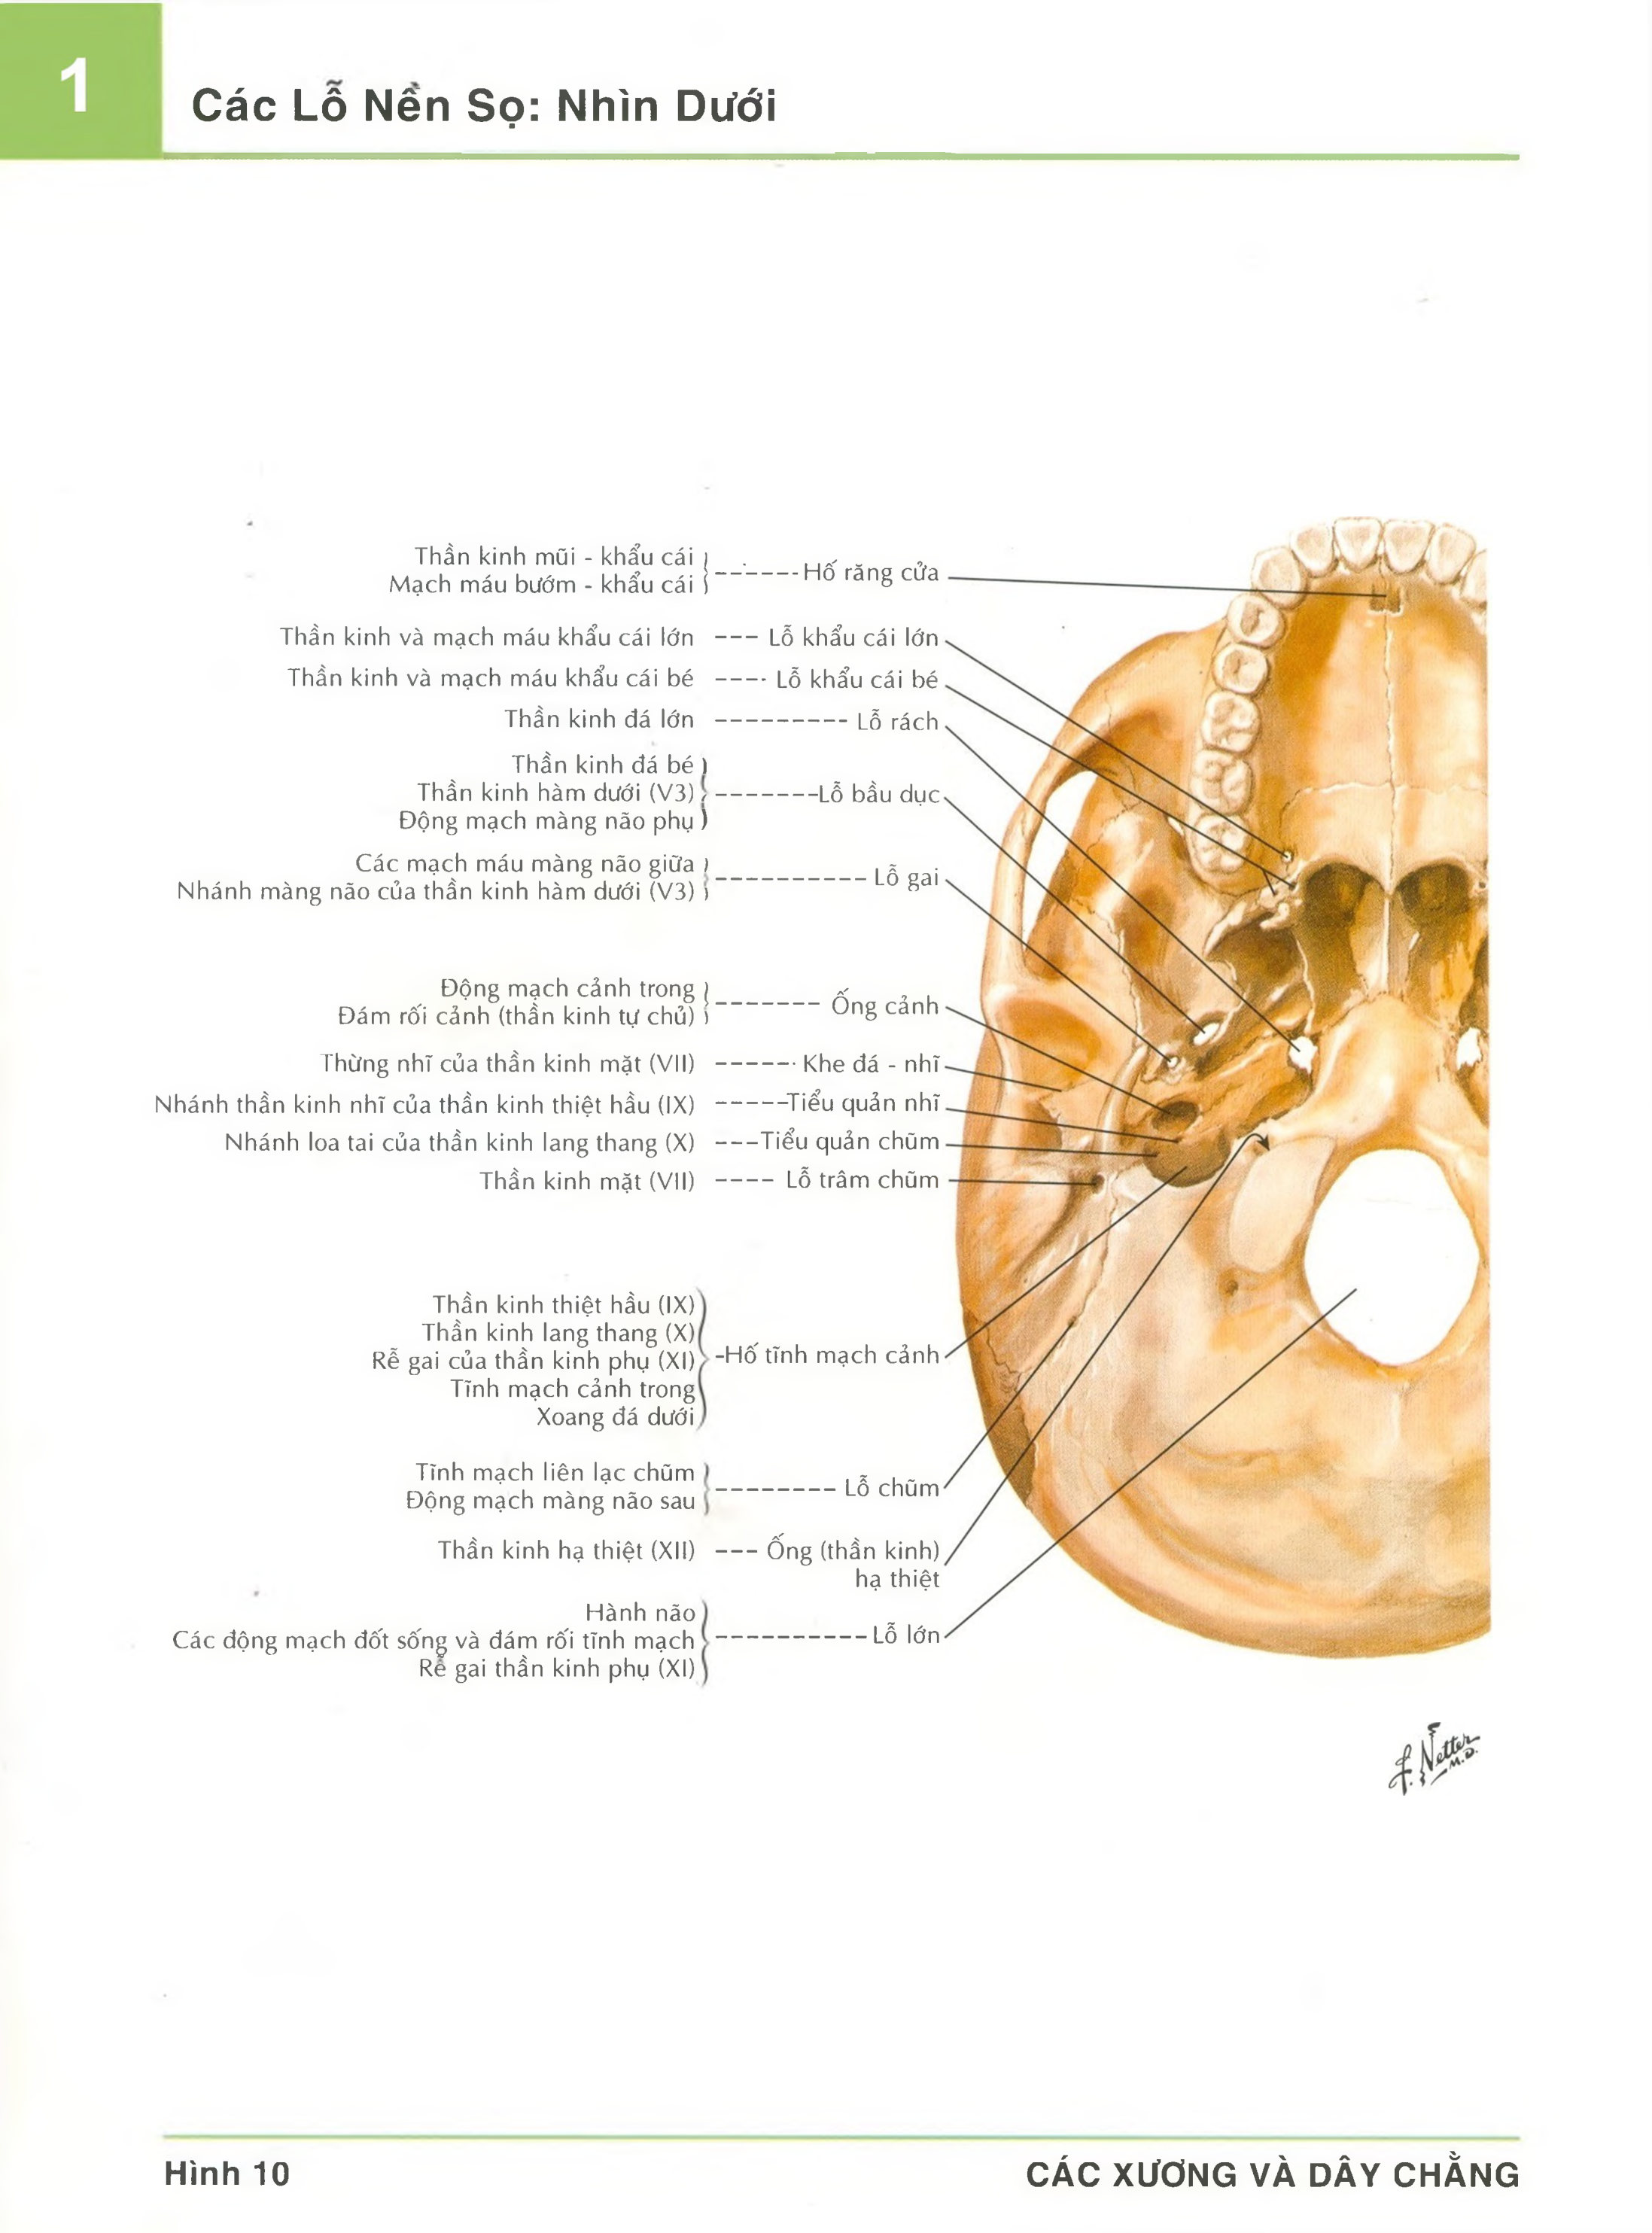 1
Các Lỗ Nền Sọ: Nhìn Dưới
Thần kinh mũi - khẩu cái
Mạch máu bướm - khẩu cái
Hố răng cửa
Thần kinh và mạch máu khẩu cái lớn
Lỗ khẩu cái lớn
Thần kinh và mạch máu khẩu cái bé
Lỗ khẩu cái bé
Thần kinh đá lớn
Lỗ rách
Thần kinh đá bé
Thần kinh hàm dưới (V3)
Động mạch màng não phụ
Lỗ bầu dục
Các mạch máu màng não giữa
Nhánh màng não của thần kinh hàm dưới (V3)
Lỗ gai
Động mạch cảnh trong
Đám rối cảnh (thần kinh tự chủ)
Ống cảnh
Thừng nhĩ của thần kinh mặt (VII)
Khe đá - nhĩ
Nhánh thần kinh nhĩ của thần kinh thiệt hầu (IX)
Tiểu quản nhĩ
Nhánh loa tai của thần kinh lang thang (X)
Tiểu quản chũm
Thần kinh mặt (VII)
Lỗ trâm chũm
Thần kinh thiệt hầu (IX)
Thần kinh lang thang (X)
Rễ gai của thần kinh phụ (XI)
Tĩnh mạch cảnh trong
Xoang đá dưới
Hố tĩnh mạch cảnh
Tĩnh mạch liên lạc chũm
Động mạch màng não sau
Lỗ chũm
Thần kinh hạ thiệt (XII)
Ống (thần kinh)
hạ thiệt
Hành não
Các động mạch đốt sống và đám rối tĩnh mạch
Rễ gai thần kinh phụ (XI)
Lỗ lớn
F. Netter
M.D.
Hình 10
CÁC XƯƠNG VÀ DÂY CHẰNG